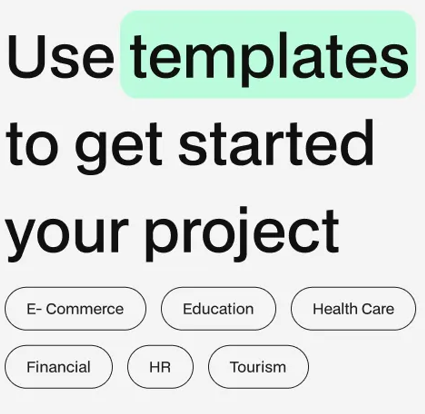 Use templates
to get started
your project
E- Commerce Education Health Care
Financial HR Tourism